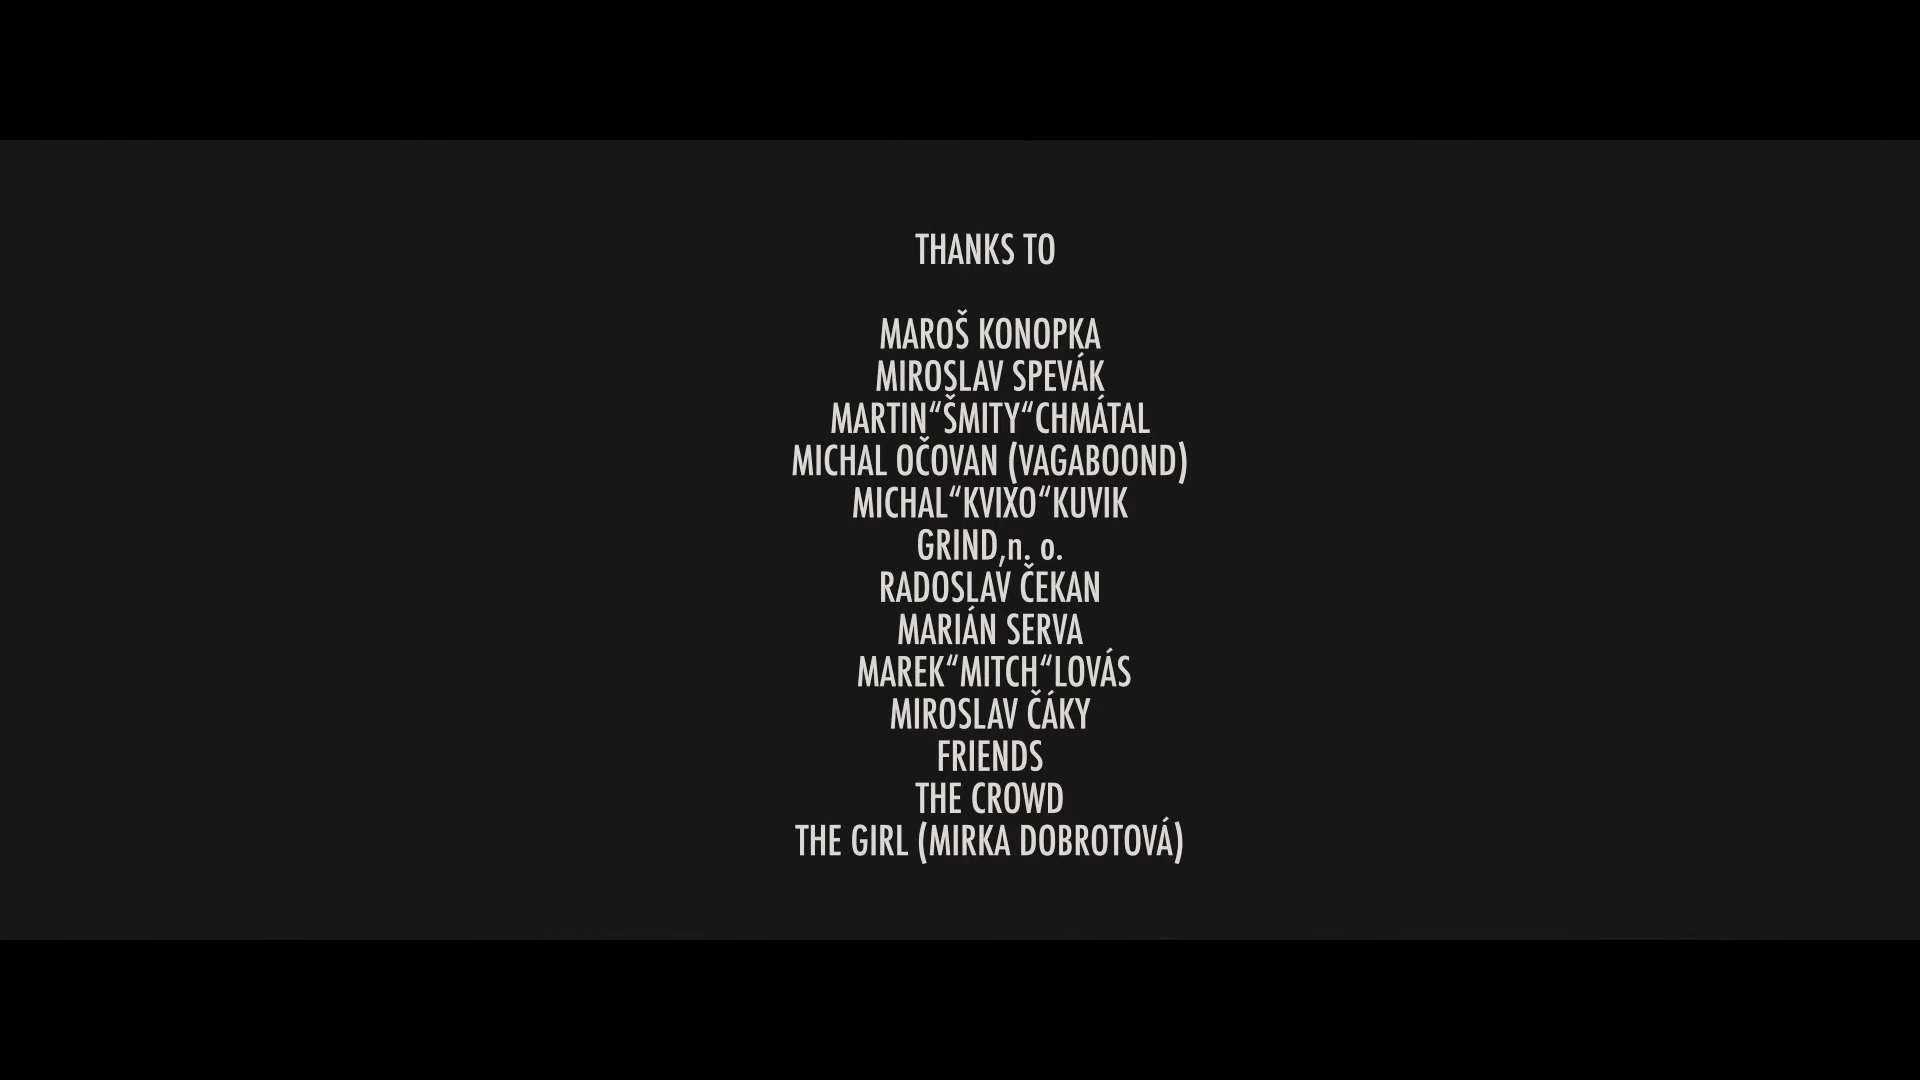 THANKS TO
MAROŠ KONOPKA
MIROSLAV SPEVÁK
MARTIN“ŠMITY“CHMÁTAL
MICHAL OČOVAN (VAGABOOND)
MICHAL“KVIXO“KUVIK
GRIND,n. o.
RADOSLAV ČEKAN
MARIÁN SERVA
MAREK“MITCH“LOVÁS
MIROSLAV ČÁKY
FRIENDS
THE CROWD
THE GIRL (MIRKA DOBROTOVÁ)